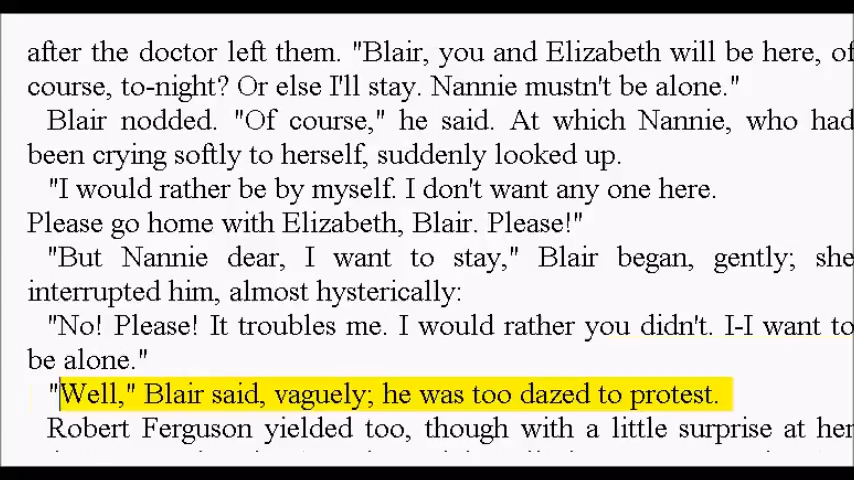 after the doctor left them. "Blair, you and Elizabeth will be here, of
course, to-night? Or else I'll stay. Nannie mustn't be alone."
Blair nodded. "Of course," he said. At which Nannie, who had
been crying softly to herself, suddenly looked up.
"I would rather be by myself. I don't want any one here.
Please go home with Elizabeth, Blair. Please!"
"But Nannie dear, I want to stay," Blair began, gently; she
interrupted him, almost hysterically:
"No! Please! It troubles me. I would rather you didn't. I-I want to
be alone."
"Well," Blair said, vaguely; he was too dazed to protest.
Robert Ferguson yielded too, though with a little surprise at her